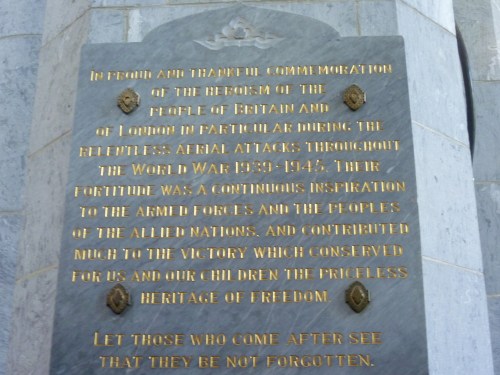 IN PROUD AND THANKFUL COMMEMORATION
OF THE HEROISM OF THE
PEOPLE OF BRITAIN AND
OF LONDON IN PARTICULAR DURING THE
RELENTLESS AERIAL ATTACKS THROUGHOUT
THE WORLD WAR 1939-1945. THEIR
FORTITUDE WAS A CONTINUOUS INSPIRATION
TO THE ARMED FORCES AND THE PEOPLES
OF THE ALLIED NATIONS, AND CONTRIBUTED
MUCH TO THE VICTORY WHICH CONSERVED
FOR US AND OUR CHILDREN THE PRICELESS
HERITAGE OF FREEDOM.
LET THOSE WHO COME AFTER SEE
THAT THEY BE NOT FORGOTTEN.